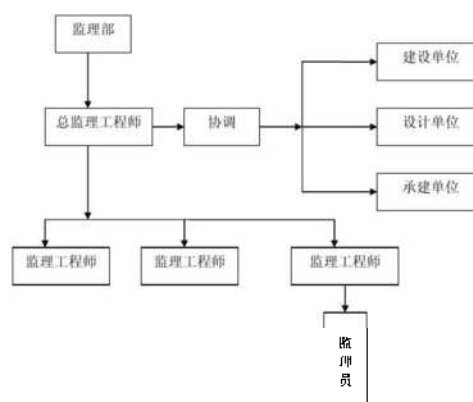 监理部
建设单位
总监理工程师
协调
设计单位
承建单位
监理工程师
监理工程师
监理工程师
监
理
员